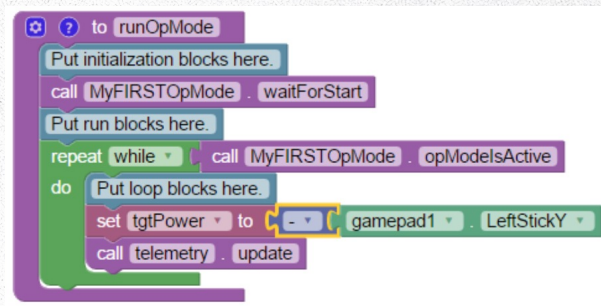 ? to runOpMode
Put initialization blocks here.
call MyFIRSTOpMode . waitForStart
Put run blocks here.
repeat while call MyFIRSTOpMode . opModeIsActive
do Put loop blocks here.
set tgtPower to - gamepad1 . LeftStickY
call telemetry . update